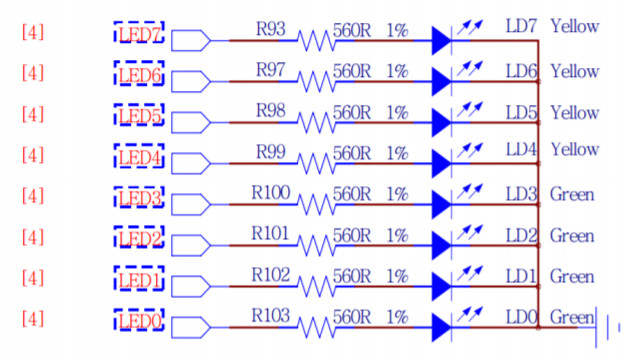 [4] LED7 R93 560R 1% LD7 Yellow
[4] LED6 R97 560R 1% LD6 Yellow
[4] LED5 R98 560R 1% LD5 Yellow
[4] LED4 R99 560R 1% LD4 Yellow
[4] LED3 R100 560R 1% LD3 Green
[4] LED2 R101 560R 1% LD2 Green
[4] LED1 R102 560R 1% LD1 Green
[4] LED0 R103 560R 1% LD0 Green